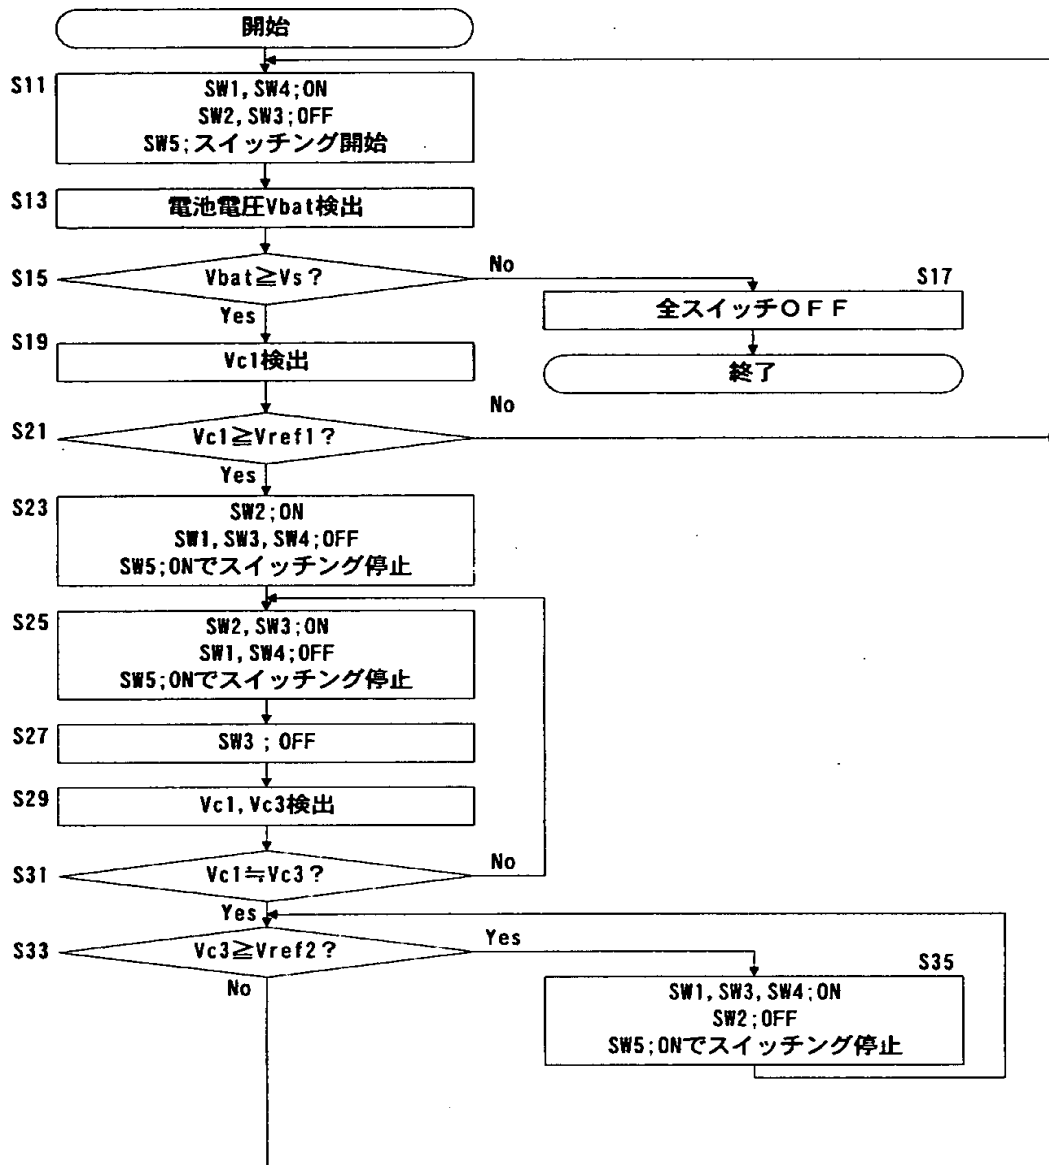 開始
S11
SW1,SW4;ON
SW2,SW3;OFF
SW5;スイッチング開始
S13
電池電圧Vbat検出
S15
Vbat≧Vs?
No
Yes
S17
全スイッチOFF
終了
S19
Vc1検出
S21
Vc1≧Vref1?
No
Yes
S23
SW2;ON
SW1,SW3,SW4;OFF
SW5;ONでスイッチング停止
S25
SW2,SW3;ON
SW1,SW4;OFF
SW5;ONでスイッチング停止
S27
SW3;OFF
S29
Vc1,Vc3検出
S31
Vc1≒Vc3?
No
Yes
S33
Vc3≧Vref2?
Yes
No
S35
SW1,SW3,SW4;ON
SW2;OFF
SW5;ONでスイッチング停止